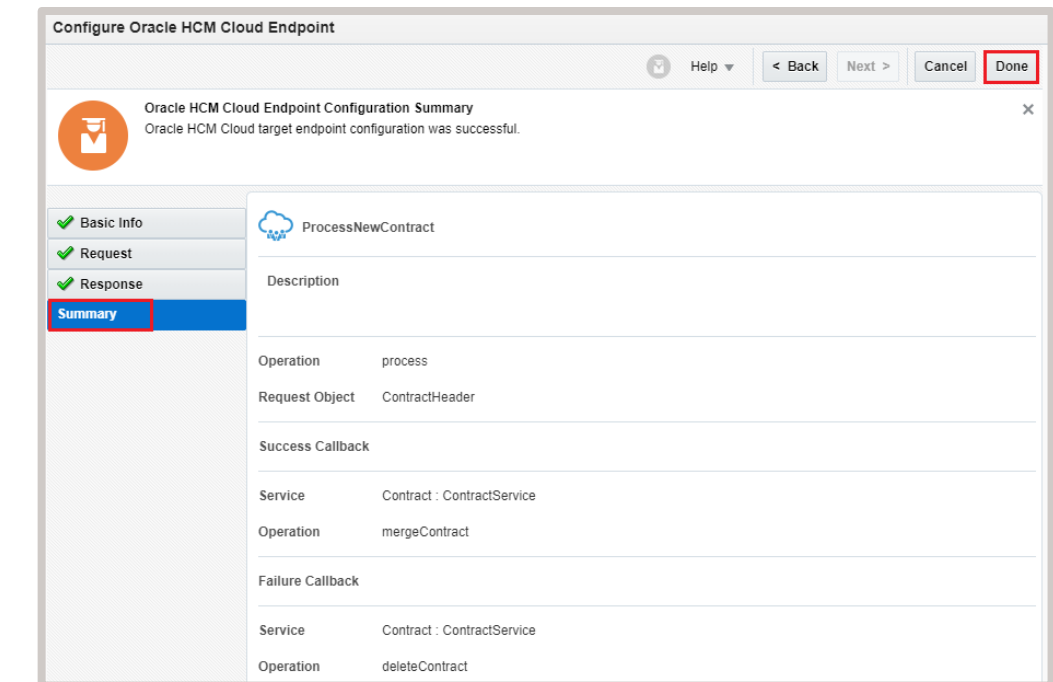 Configure Oracle HCM Cloud Endpoint
Help
< Back
Next >
Cancel
Done
Oracle HCM Cloud Endpoint Configuration Summary
Oracle HCM Cloud target endpoint configuration was successful.
Basic Info
Request
Response
Summary
ProcessNewContract
Description
Operation process
Request Object ContractHeader
Success Callback
Service Contract : ContractService
Operation mergeContract
Failure Callback
Service Contract : ContractService
Operation deleteContract